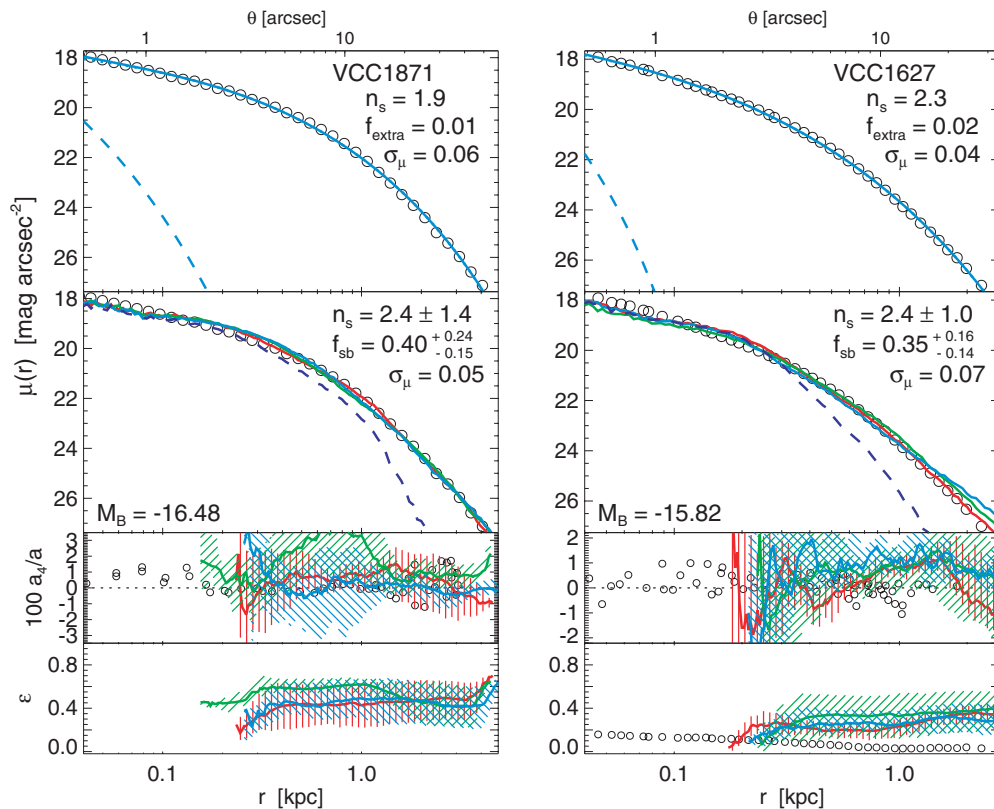 θ [arcsec]
θ [arcsec]
1
10
1
10
18
20
22
24
26
VCC1871
n_s = 1.9
f_extra = 0.01
σ_μ = 0.06
18
20
22
24
26
VCC1627
n_s = 2.3
f_extra = 0.02
σ_μ = 0.04
μ(r) [mag arcsec⁻²]
18
20
22
24
26
n_s = 2.4 ± 1.4
f_sb = 0.40 + 0.24 - 0.15
σ_μ = 0.05
M_B = -16.48
18
20
22
24
26
n_s = 2.4 ± 1.0
f_sb = 0.35 + 0.16 - 0.14
σ_μ = 0.07
M_B = -15.82
100 a₄/a
3
2
1
0
-1
-2
-3
2
1
0
-1
-2
ε
0.8
0.4
0.0
0.8
0.4
0.0
0.1
1.0
0.1
1.0
r [kpc]
r [kpc]